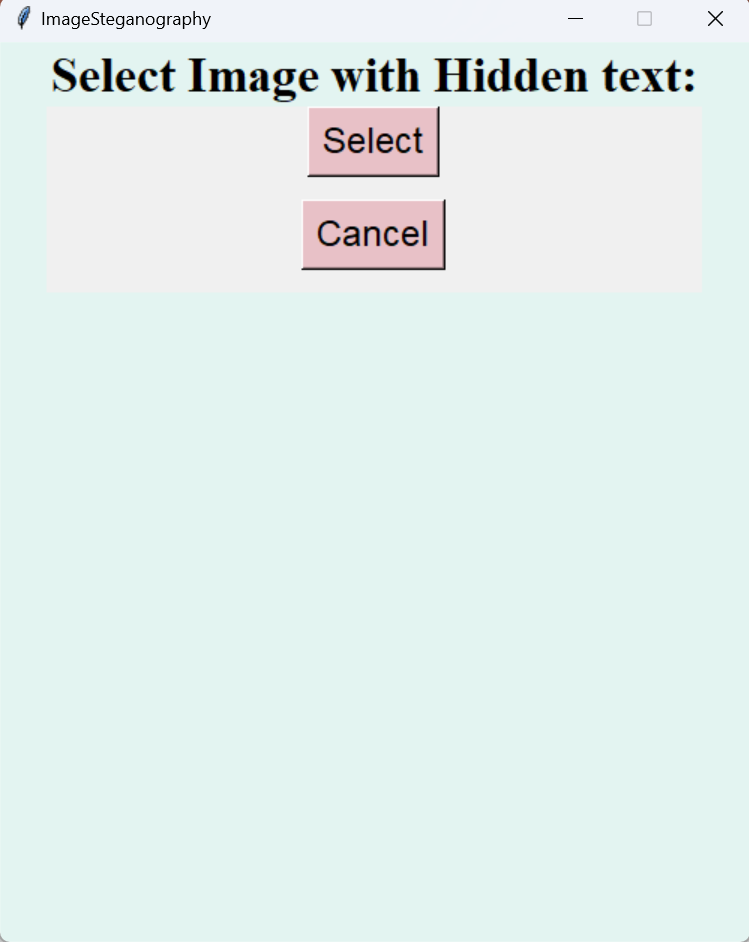 ImageSteganography
Select Image with Hidden text:
Select
Cancel